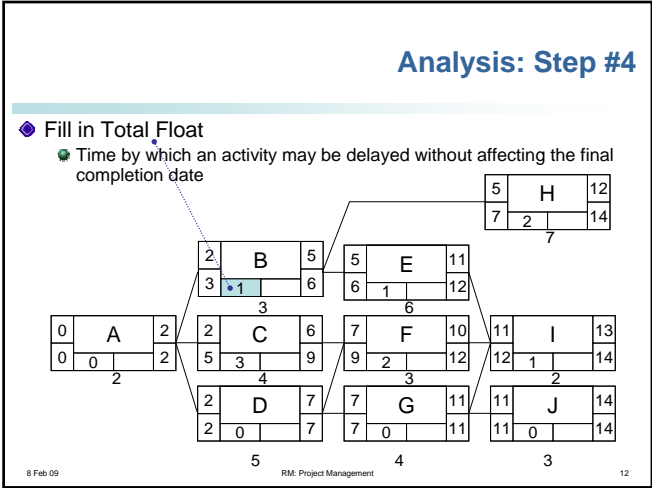 Analysis: Step #4
Fill in Total Float
Time by which an activity may be delayed without affecting the final
completion date
5 H 12
7 2 14
7
2 B 5
3 1 6
3
5 E 11
6 1 12
6
0 A 2
0 0 2
2
2 C 6
5 3 9
4
7 F 10
9 2 12
3
11 I 13
12 1 14
2
2 D 7
2 0 7
5
7 G 11
7 0 11
4
11 J 14
11 0 14
3
8 Feb 09 RM: Project Management 12